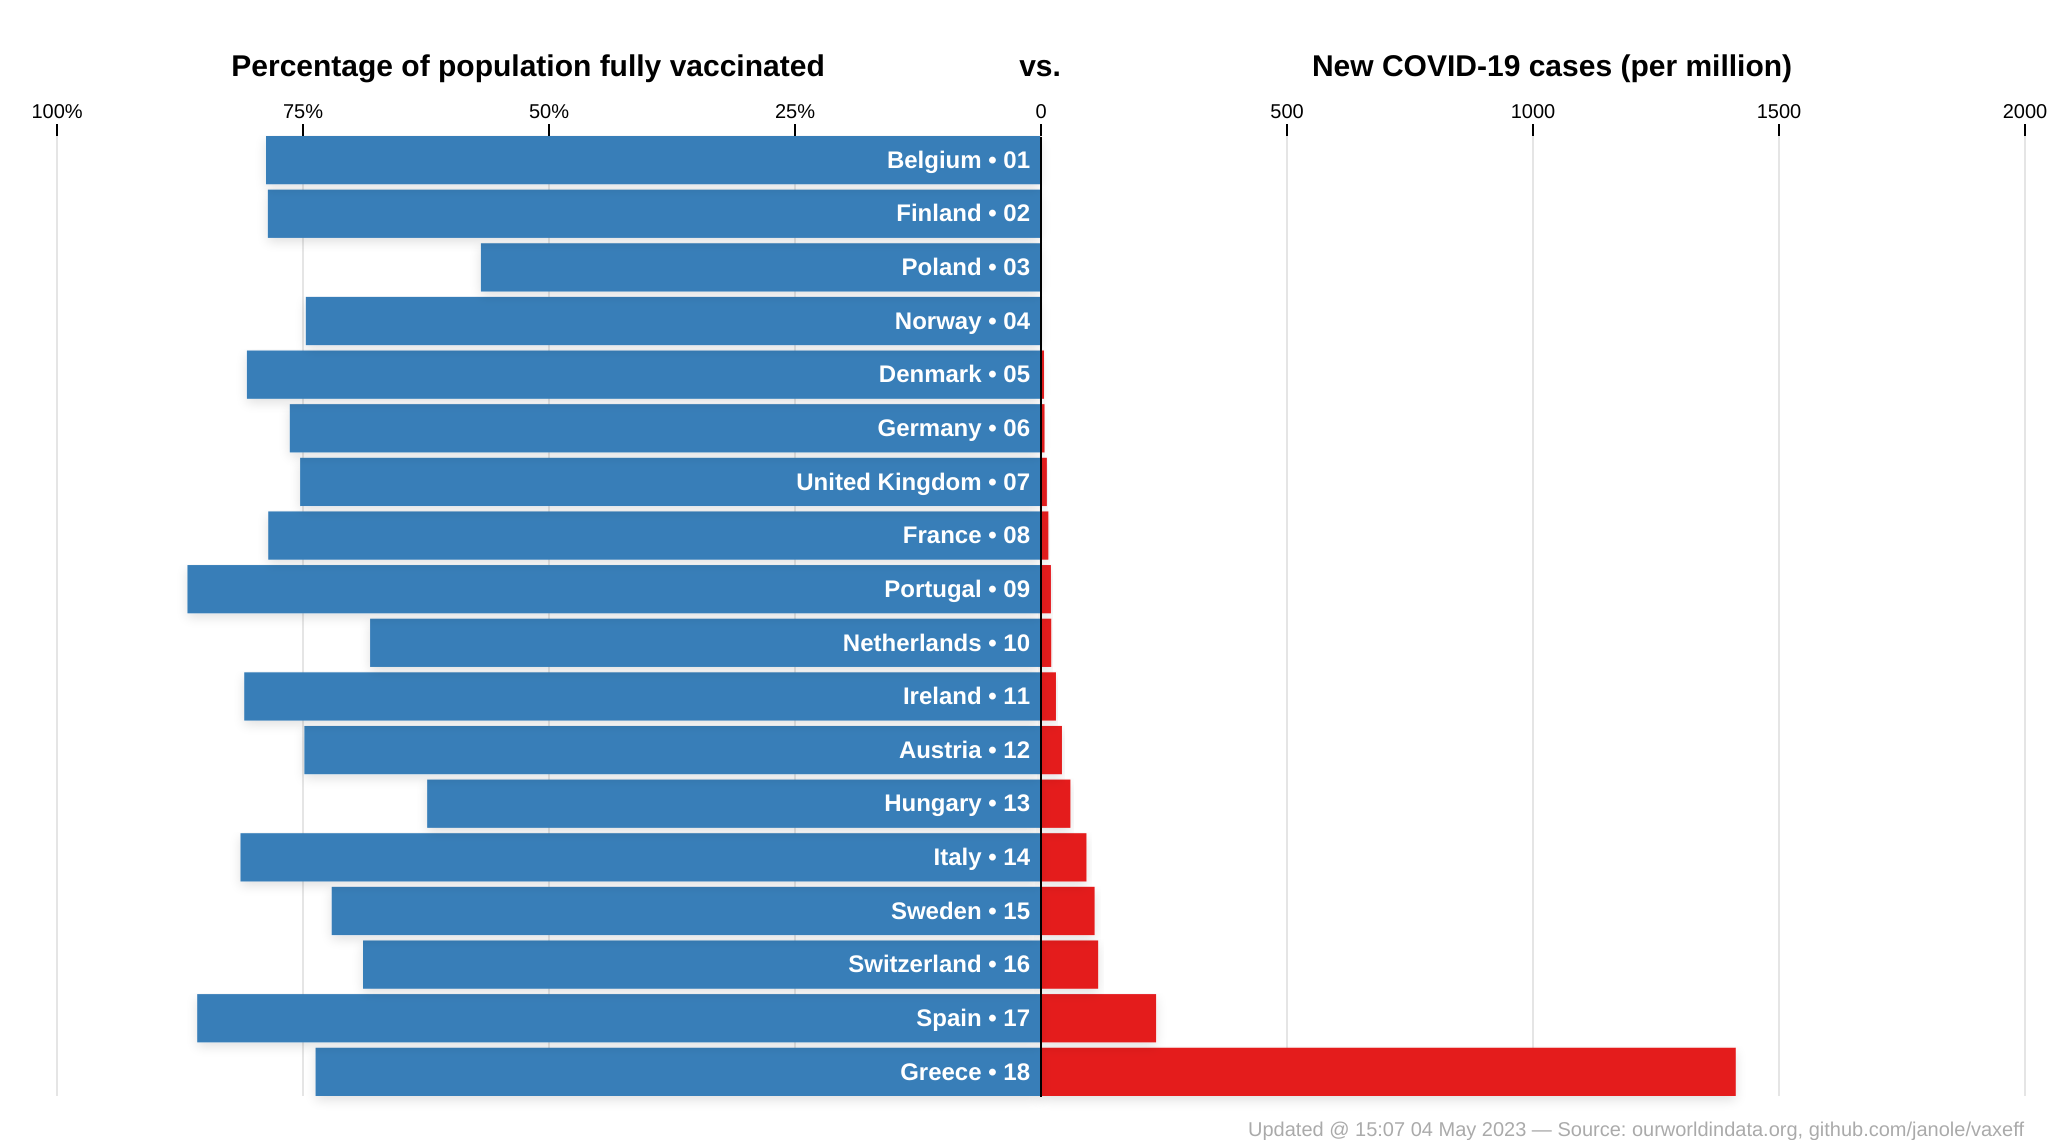 Percentage of population fully vaccinated vs. New COVID-19 cases (per million)
100% 75% 50% 25% 0 500 1000 1500 2000
Belgium • 01
Finland • 02
Poland • 03
Norway • 04
Denmark • 05
Germany • 06
United Kingdom • 07
France • 08
Portugal • 09
Netherlands • 10
Ireland • 11
Austria • 12
Hungary • 13
Italy • 14
Sweden • 15
Switzerland • 16
Spain • 17
Greece • 18
Updated @ 15:07 04 May 2023 — Source: ourworldindata.org, github.com/janole/vaxeff